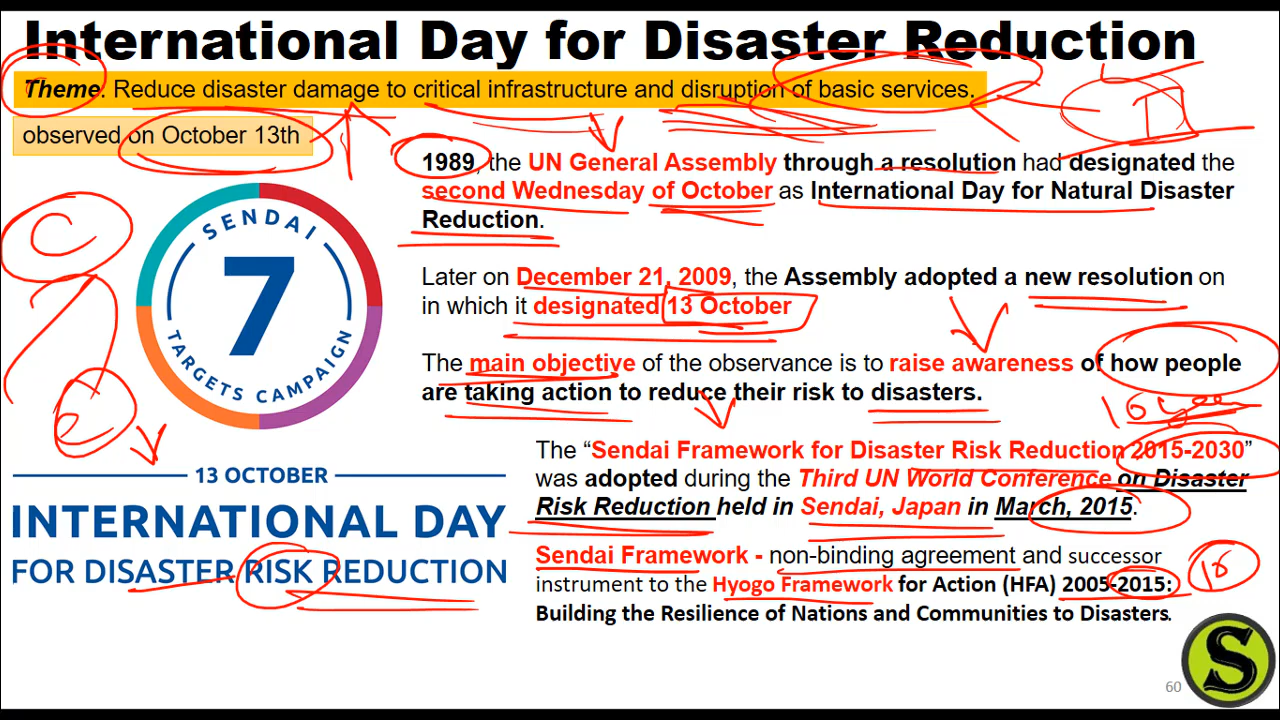 International Day for Disaster Reduction
Theme. Reduce disaster damage to critical infrastructure and disruption of basic services.
observed on October 13th
1989, the UN General Assembly through a resolution had designated the
second Wednesday of October as International Day for Natural Disaster
Reduction.
Later on December 21, 2009, the Assembly adopted a new resolution on
in which it designated 13 October
The main objective of the observance is to raise awareness of how people
are taking action to reduce their risk to disasters.
SENDAI
7
TARGETS CAMPAIGN
13 OCTOBER
INTERNATIONAL DAY
FOR DISASTER RISK REDUCTION
The “Sendai Framework for Disaster Risk Reduction 2015-2030”
was adopted during the Third UN World Conference on Disaster
Risk Reduction held in Sendai, Japan in March, 2015.
Sendai Framework - non-binding agreement and successor
instrument to the Hyogo Framework for Action (HFA) 2005-2015:
Building the Resilience of Nations and Communities to Disasters.
S
60